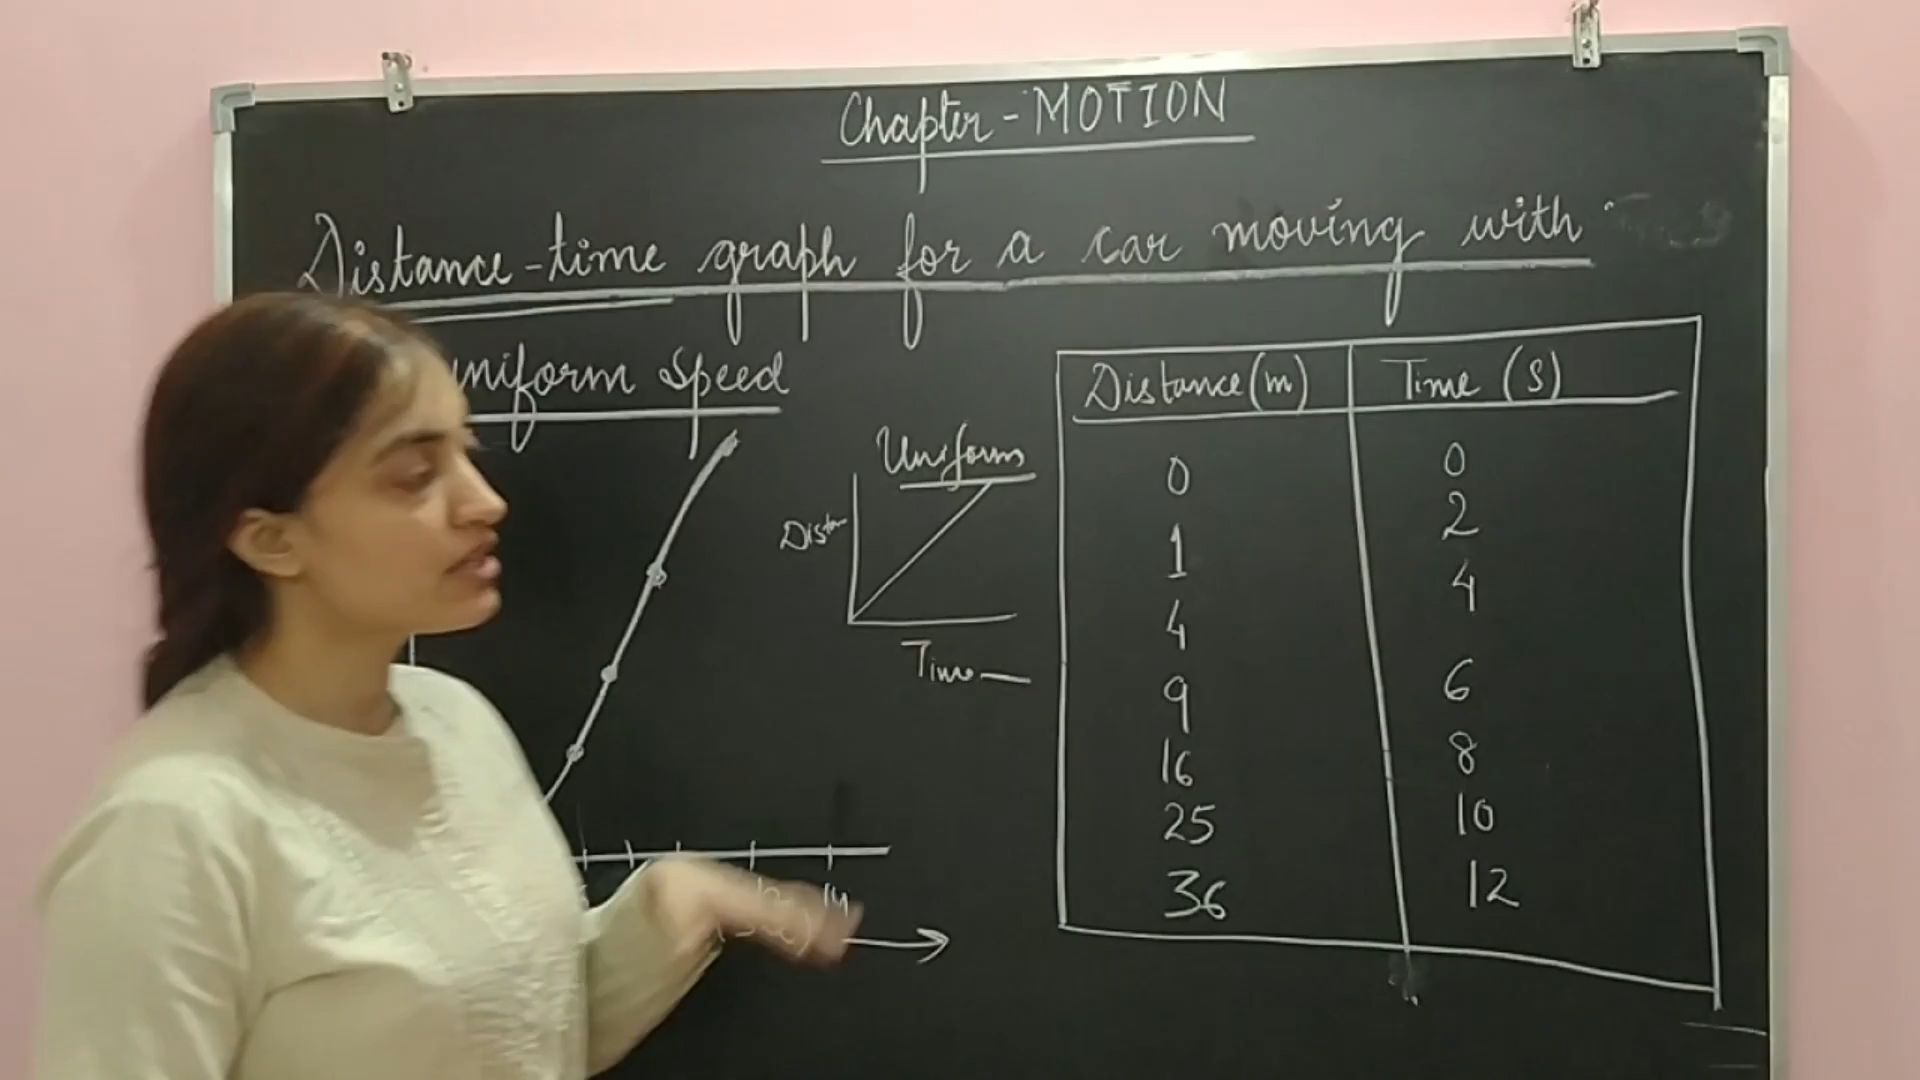 Chapter - MOTION
Distance-time graph for a car moving with
uniform speed
Uniform
Distan
Time
14
Distance (m) Time (S)
0 0
1 2
4 4
9 6
16 8
25 10
36 12